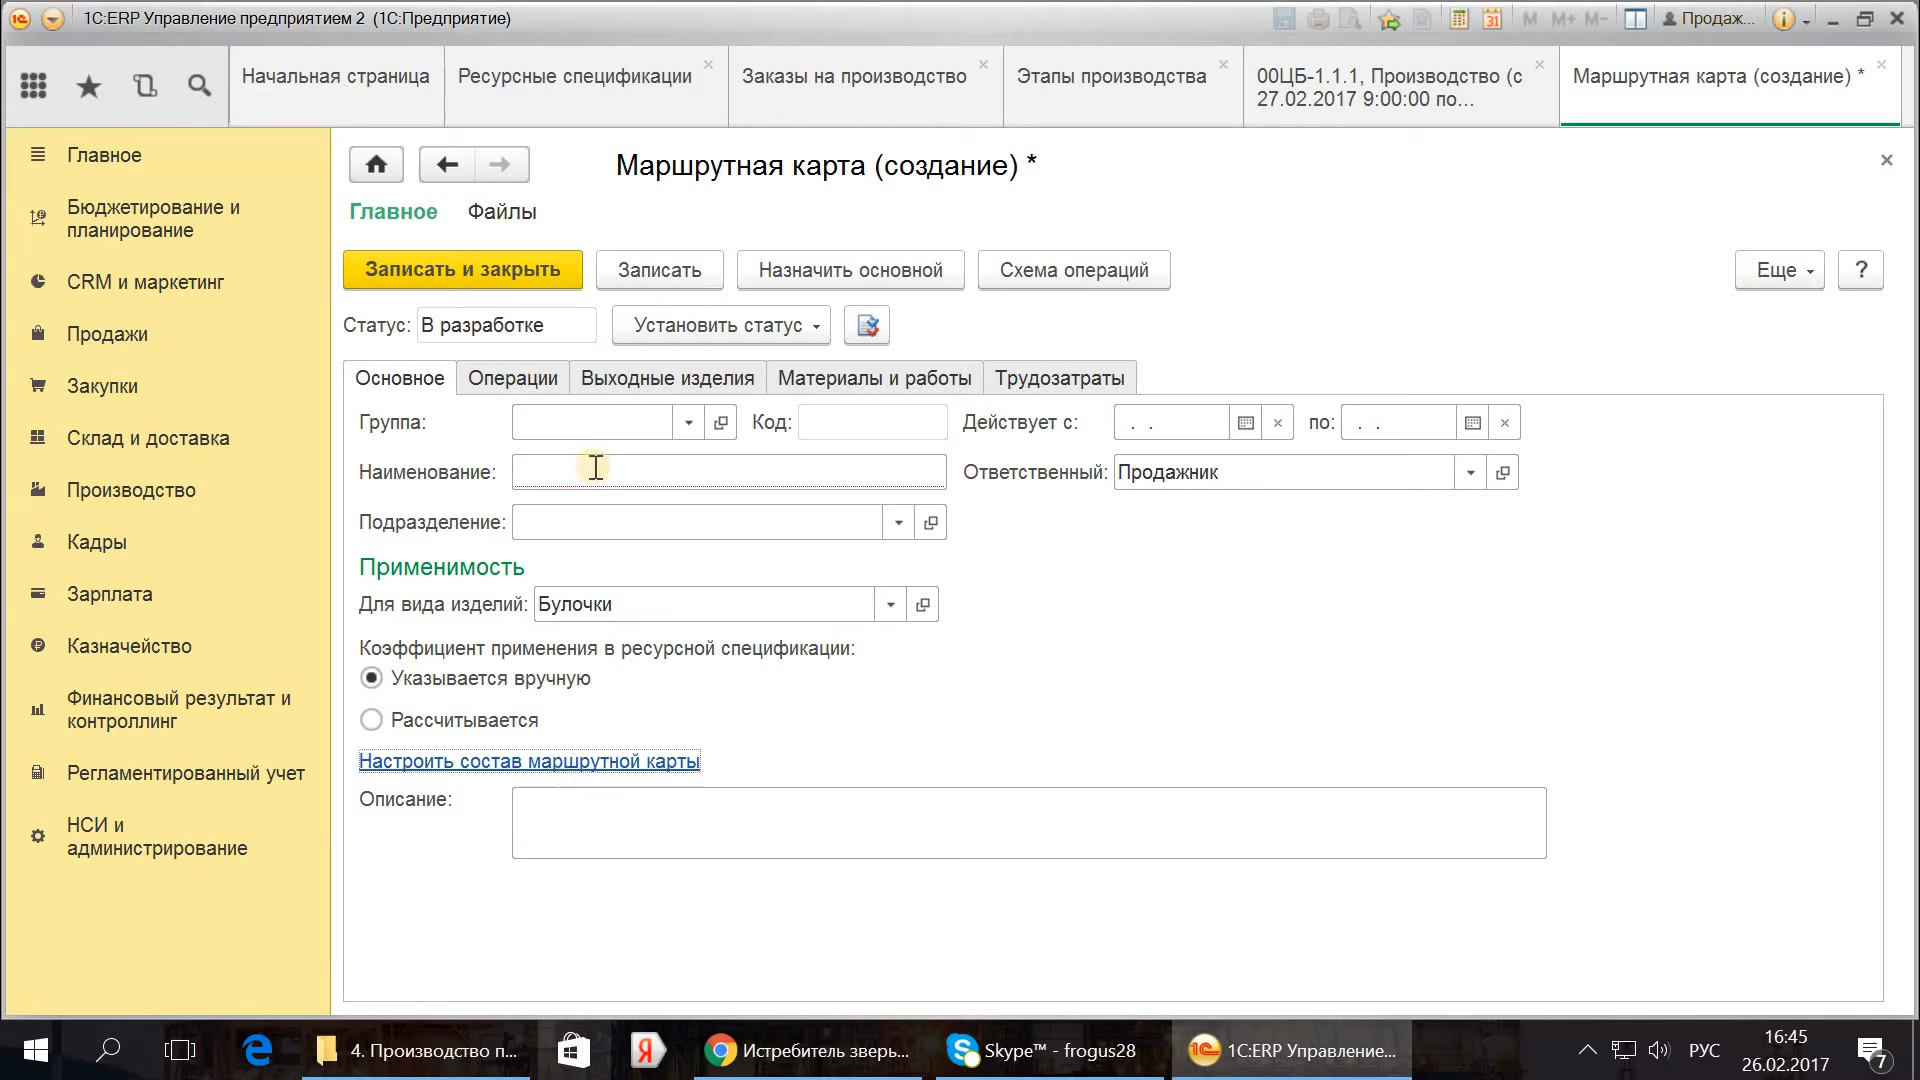 1С:ERP Управление предприятием 2 (1С:Предприятие)
M M+ M-
Продаж...
Начальная страница
Ресурсные спецификации
Заказы на производство
Этапы производства
00ЦБ-1.1.1, Производство (с
27.02.2017 9:00:00 по...
Маршрутная карта (создание) *
Главное
Бюджетирование и
планирование
CRM и маркетинг
Продажи
Закупки
Склад и доставка
Производство
Кадры
Зарплата
Казначейство
Финансовый результат и
контроллинг
Регламентированный учет
НСИ и
администрирование
Маршрутная карта (создание) *
Главное Файлы
Записать и закрыть Записать Назначить основной Схема операций Еще ?
Статус: В разработке Установить статус
Основное Операции Выходные изделия Материалы и работы Трудозатраты
Группа: Код: Действует с: . . по: . .
Наименование: Ответственный: Продажник
Подразделение:
Применимость
Для вида изделий: Булочки
Коэффициент применения в ресурсной спецификации:
Указывается вручную
Рассчитывается
Настроить состав маршрутной карты
Описание:
4. Производство п...
Я
Истребитель зверь...
Skype™ - frogus28
1С:ERP Управление...
РУС
16:45
26.02.2017
7